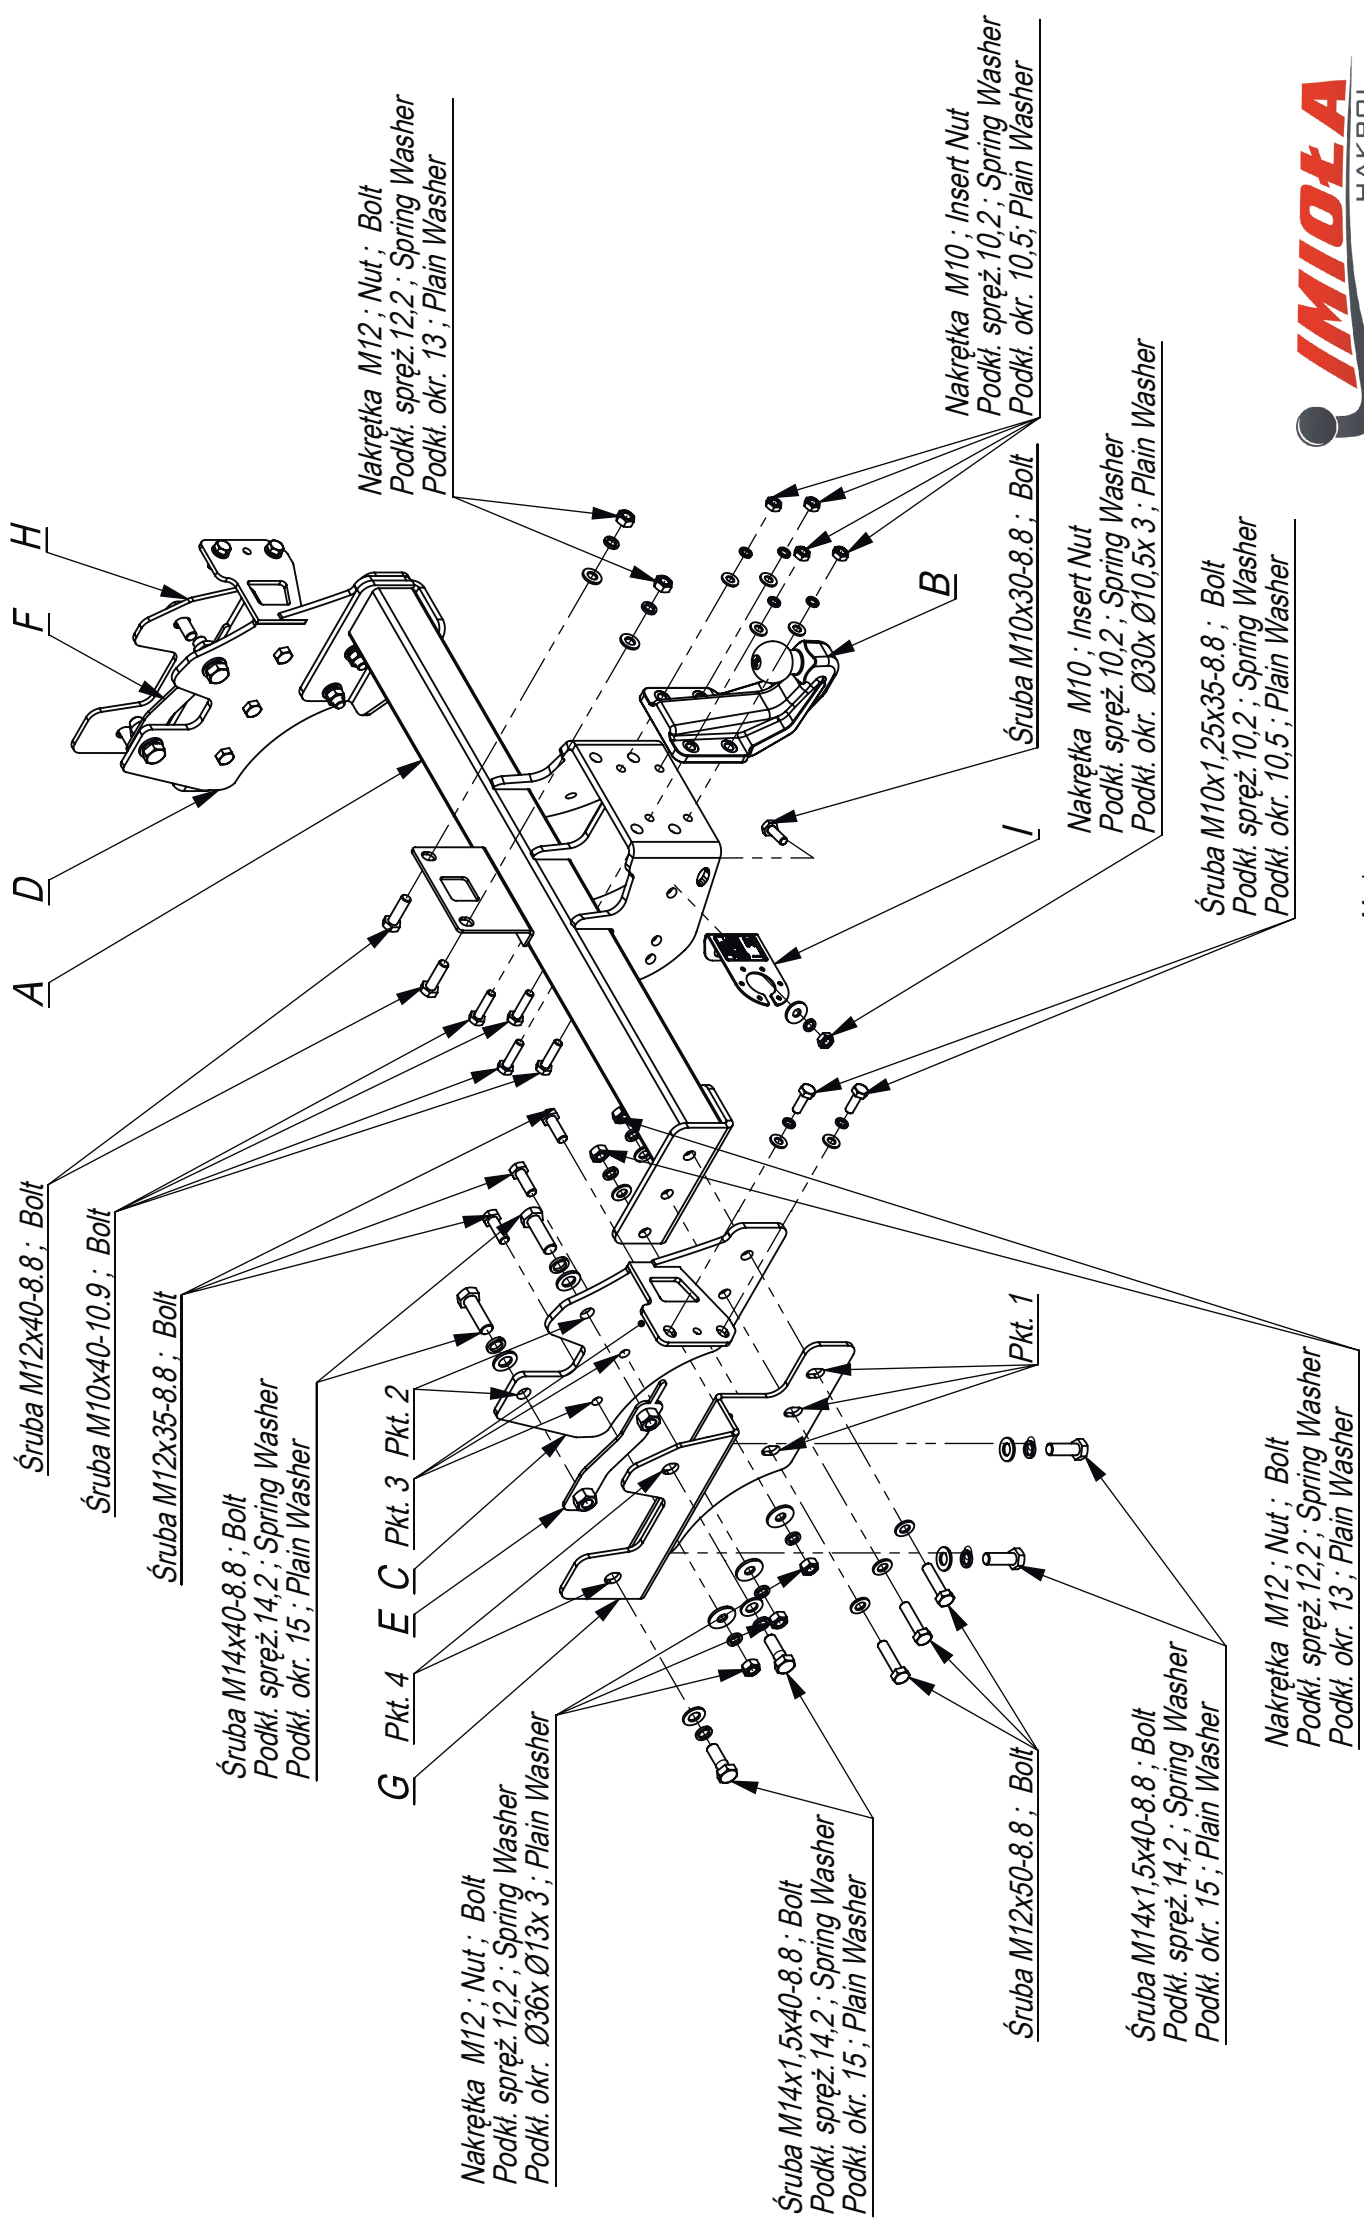 Śruba M12x40-8.8 ; Bolt
Śruba M10x40-10.9 ; Bolt
Śruba M12x35-8.8 ; Bolt
Śruba M14x40-8.8 ; Bolt
Podkł. spręż.14,2 ; Spring Washer
Podkł. okr. 15 ; Plain Washer
A
D
F
H
Nakrętka M12 ; Nut ; Bolt
Podkł. spręż.12,2 ; Spring Washer
Podkł. okr. 13 ; Plain Washer
G
Pkt. 4
E
C
Pkt. 3
Pkt. 2
Nakrętka M12 ; Nut ; Bolt
Podkł. spręż.12,2 ; Spring Washer
Podkł. okr. Ø36x Ø13x 3 ; Plain Washer
Śruba M14x1,5x40-8.8 ; Bolt
Podkł. spręż.14,2 ; Spring Washer
Podkł. okr. 15 ; Plain Washer
Śruba M12x50-8.8 ; Bolt
Pkt. 1
I
Śruba M10x30-8.8 ; Bolt
B
Nakrętka M10 ; Insert Nut
Podkł. spręż.10,2 ; Spring Washer
Podkł. okr. 10,5; Plain Washer
Nakrętka M10 ; Insert Nut
Podkł. spręż.10,2 ; Spring Washer
Podkł. okr. Ø30x Ø10,5x 3 ; Plain Washer
Śruba M14x1,5x40-8.8 ; Bolt
Podkł. spręż.14,2 ; Spring Washer
Podkł. okr. 15 ; Plain Washer
Śruba M10x1,25x35-8.8 ; Bolt
Podkł. spręż.10,2 ; Spring Washer
Podkł. okr. 10,5 ; Plain Washer
Nakrętka M12 ; Nut ; Bolt
Podkł. spręż.12,2 ; Spring Washer
Podkł. okr. 13 ; Plain Washer
IMIOŁA